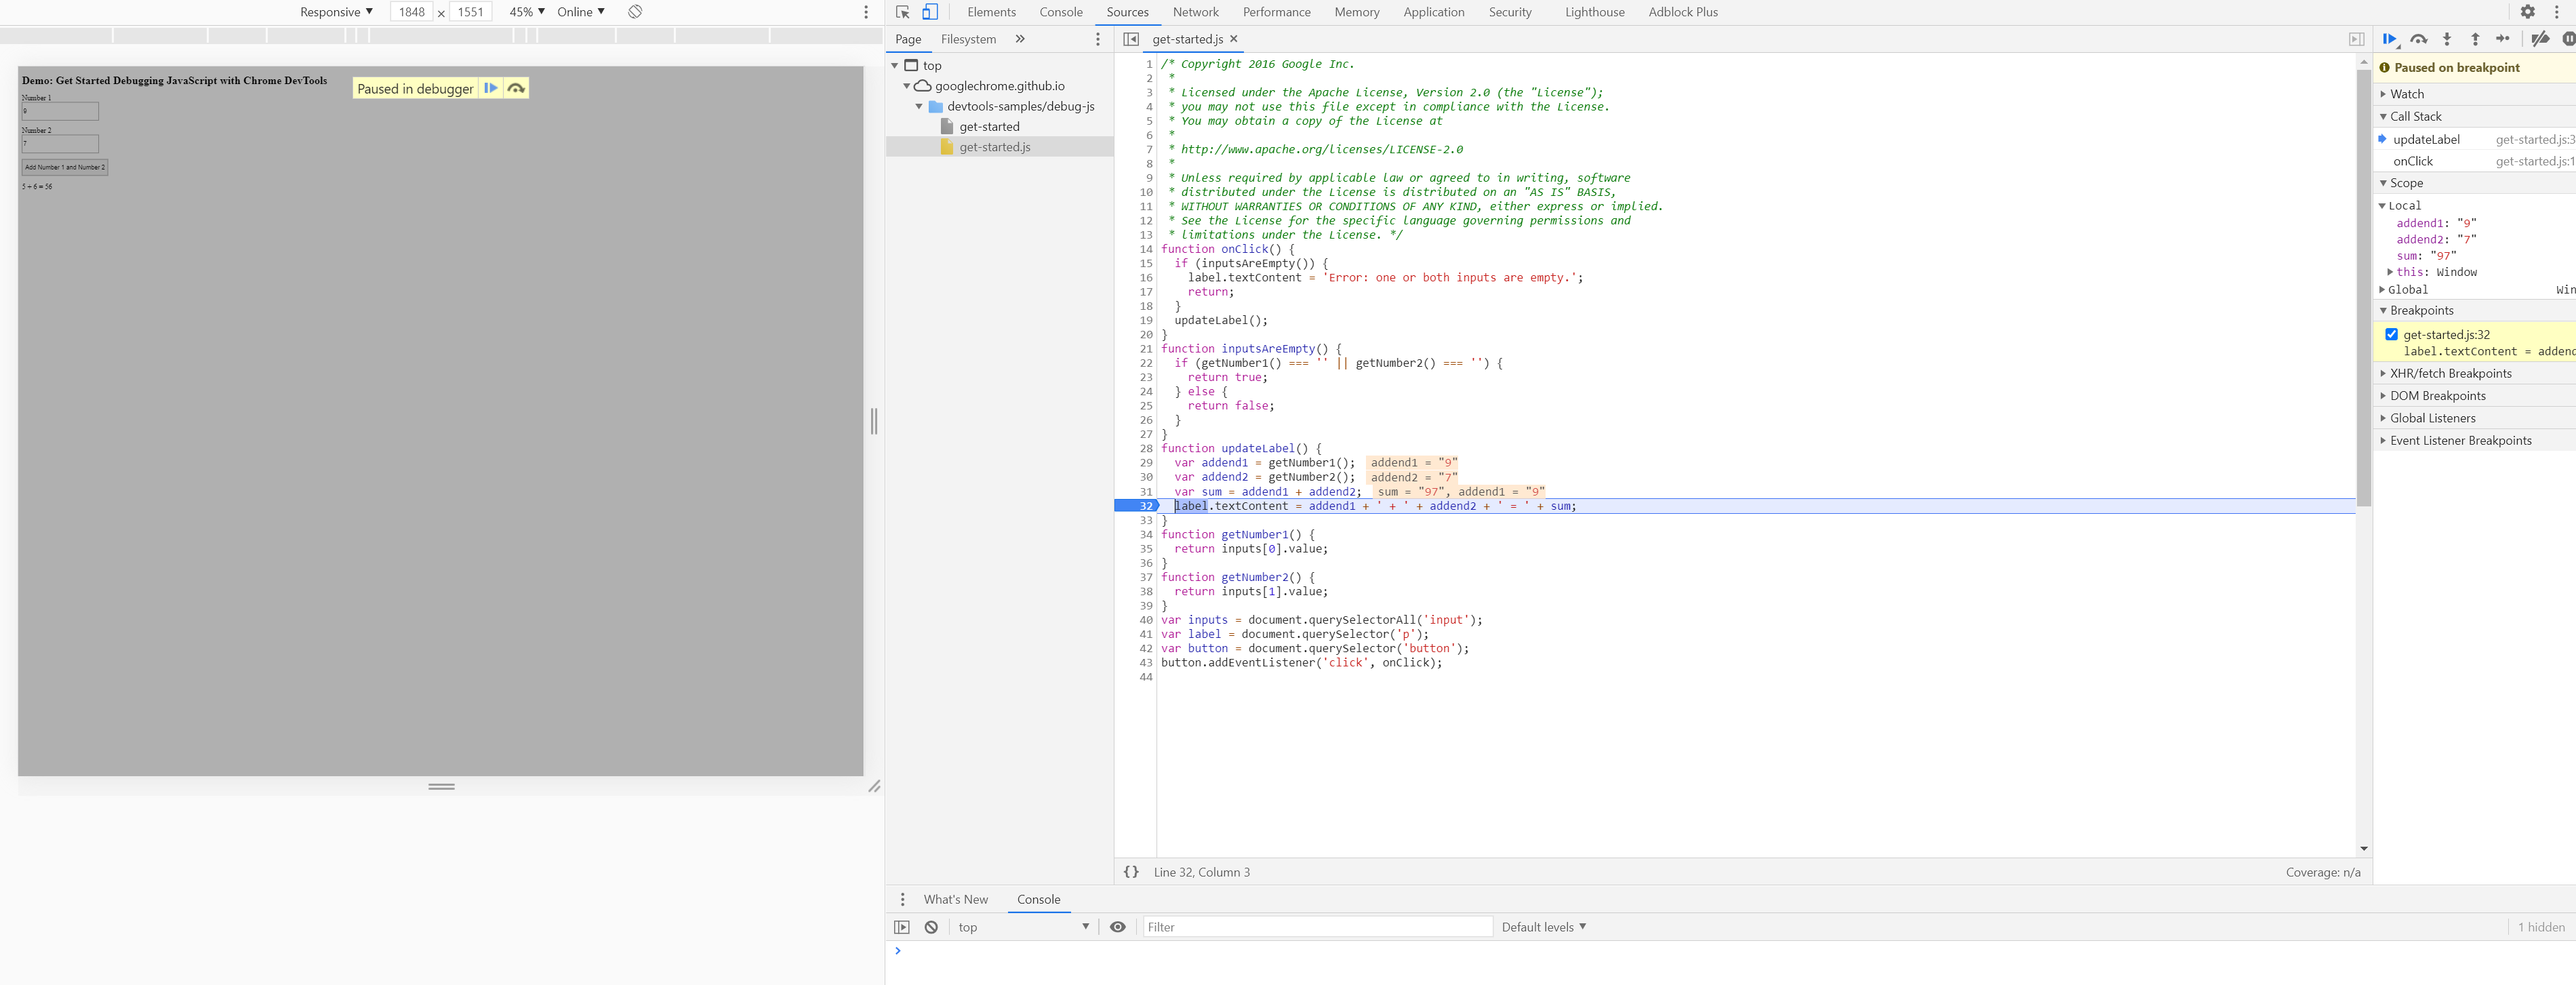 Responsive ▼ 1848 × 1551 45% ▼ Online ▼
Demo: Get Started Debugging JavaScript with Chrome DevTools
Paused in debugger
Number 1
9
Number 2
7
Add Number 1 and Number 2
5 + 6 = 56
Elements Console Sources Network Performance Memory Application Security Lighthouse Adblock Plus
Page Filesystem »
top
googlechrome.github.io
devtools-samples/debug-js
get-started
get-started.js
get-started.js ×
1 /* Copyright 2016 Google Inc.
2 *
3 * Licensed under the Apache License, Version 2.0 (the "License");
4 * you may not use this file except in compliance with the License.
5 * You may obtain a copy of the License at
6 *
7 * http://www.apache.org/licenses/LICENSE-2.0
8 *
9 * Unless required by applicable law or agreed to in writing, software
10 * distributed under the License is distributed on an "AS IS" BASIS,
11 * WITHOUT WARRANTIES OR CONDITIONS OF ANY KIND, either express or implied.
12 * See the License for the specific language governing permissions and
13 * limitations under the License. */
14 function onClick() {
15 if (inputsAreEmpty()) {
16 label.textContent = 'Error: one or both inputs are empty.';
17 return;
18 }
19 updateLabel();
20 }
21 function inputsAreEmpty() {
22 if (getNumber1() === '' || getNumber2() === '') {
23 return true;
24 } else {
25 return false;
26 }
27 }
28 function updateLabel() {
29 var addend1 = getNumber1(); addend1 = "9"
30 var addend2 = getNumber2(); addend2 = "7"
31 var sum = addend1 + addend2; sum = "97", addend1 = "9"
32 label.textContent = addend1 + ' + ' + addend2 + ' = ' + sum;
33 }
34 function getNumber1() {
35 return inputs[0].value;
36 }
37 function getNumber2() {
38 return inputs[1].value;
39 }
40 var inputs = document.querySelectorAll('input');
41 var label = document.querySelector('p');
42 var button = document.querySelector('button');
43 button.addEventListener('click', onClick);
44
{} Line 32, Column 3 Coverage: n/a
Paused on breakpoint
Watch
Call Stack
updateLabel get-started.js:3
onClick get-started.js:1
Scope
Local
addend1: "9"
addend2: "7"
sum: "97"
this: Window
Global Win
Breakpoints
get-started.js:32
label.textContent = addend
XHR/fetch Breakpoints
DOM Breakpoints
Global Listeners
Event Listener Breakpoints
What's New Console
top ▼ Filter Default levels ▼ 1 hidden
>